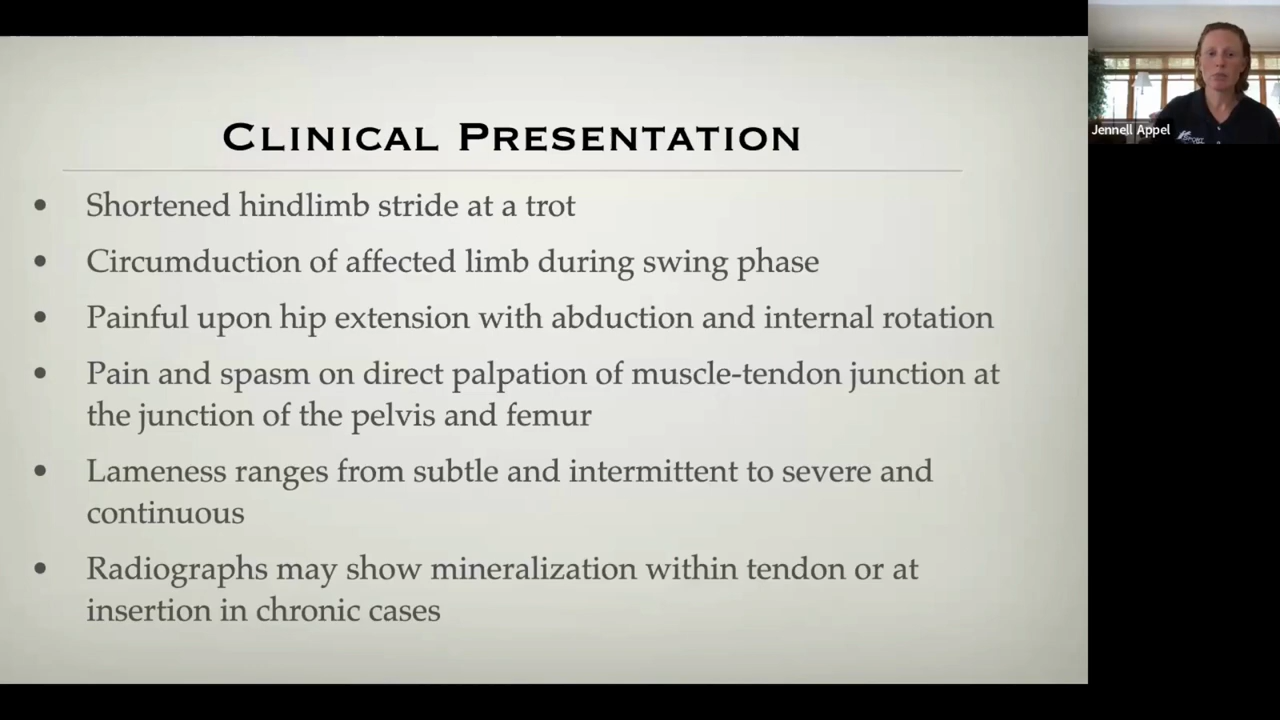 CLINICAL PRESENTATION
• Shortened hindlimb stride at a trot
• Circumduction of affected limb during swing phase
• Painful upon hip extension with abduction and internal rotation
• Pain and spasm on direct palpation of muscle-tendon junction at
the junction of the pelvis and femur
• Lameness ranges from subtle and intermittent to severe and
continuous
• Radiographs may show mineralization within tendon or at
insertion in chronic cases
Jennell Appel